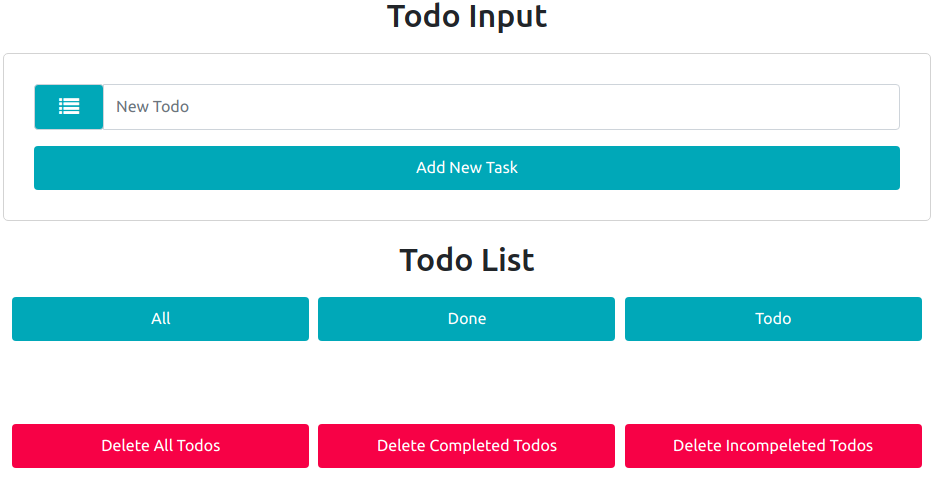 Todo Input
New Todo
Add New Task
Todo List
All Done Todo
Delete All Todos Delete Completed Todos Delete Incompeleted Todos